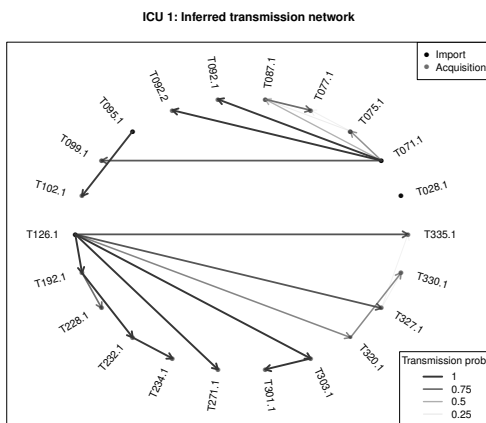 ICU 1: Inferred transmission network
Import
Acquisition
T087.1
T092.1
T077.1
T092.2
T075.1
T095.1
T071.1
T099.1
T102.1
T028.1
T126.1
T335.1
T192.1
T330.1
T228.1
T327.1
T232.1
T320.1
T234.1
T303.1
T271.1
T301.1
Transmission prob
1
0.75
0.5
0.25